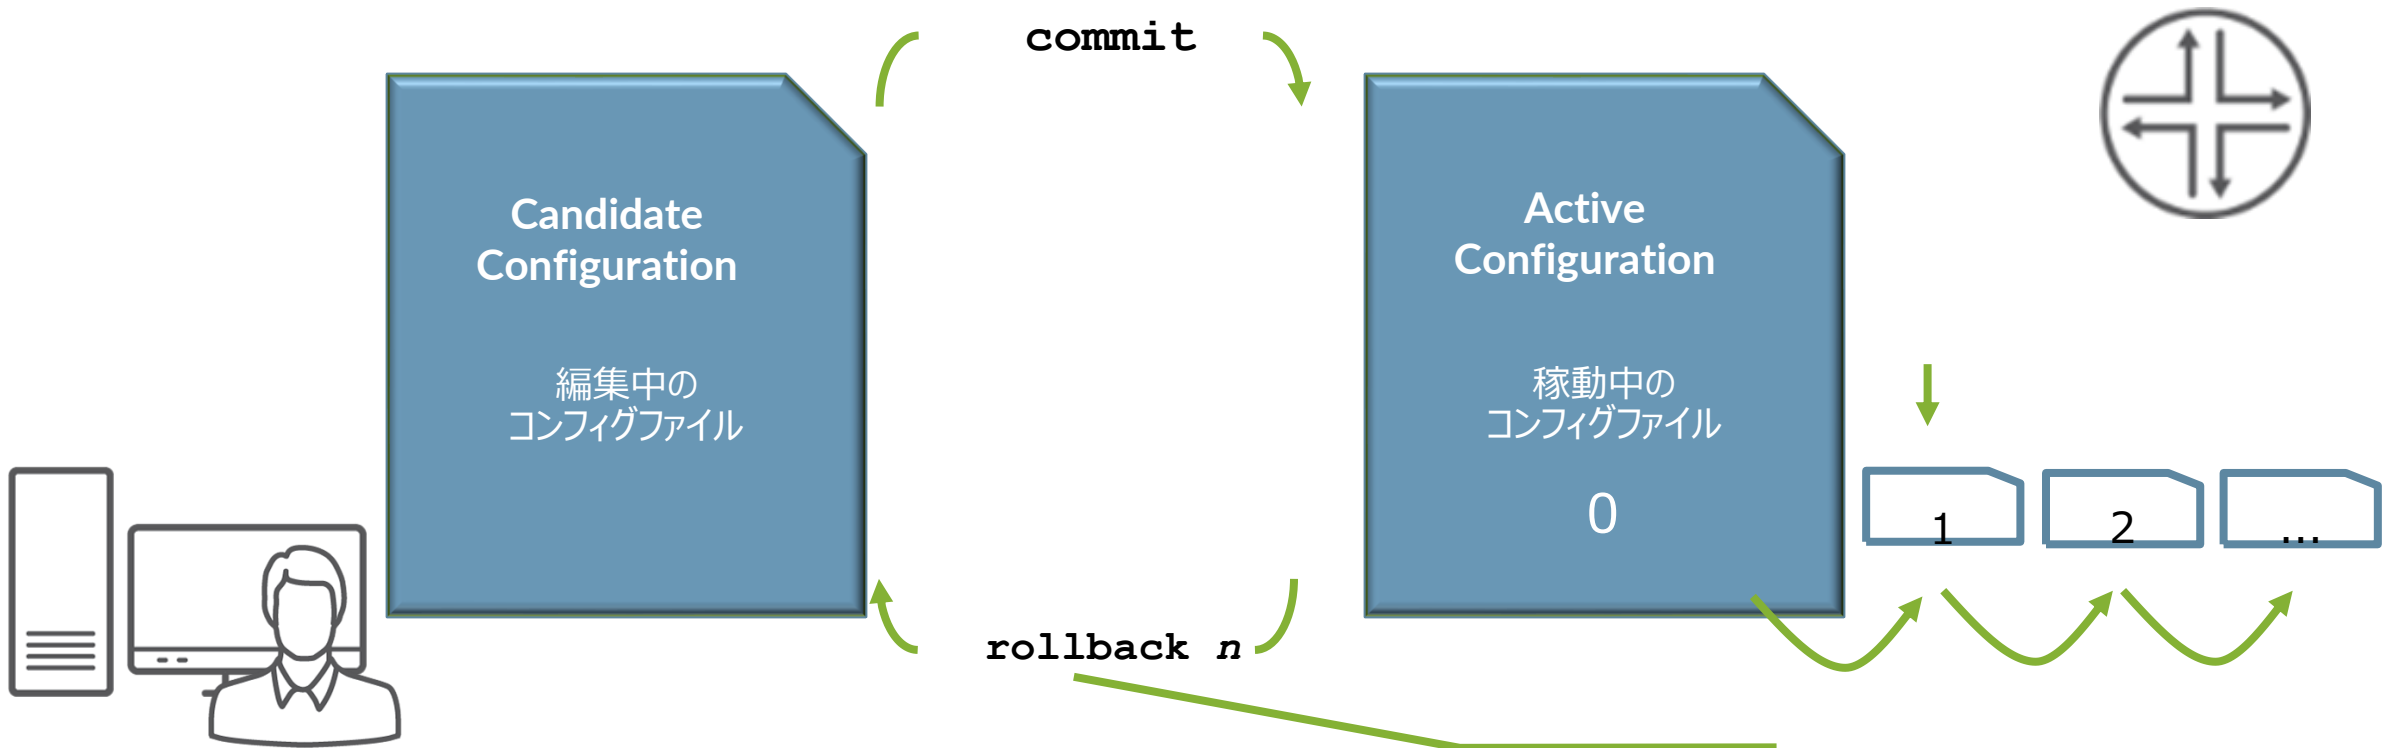 commit
Candidate
Configuration
編集中の
コンフィグファイル
Active
Configuration
稼動中の
コンフィグファイル
0
1
2
...
rollback n